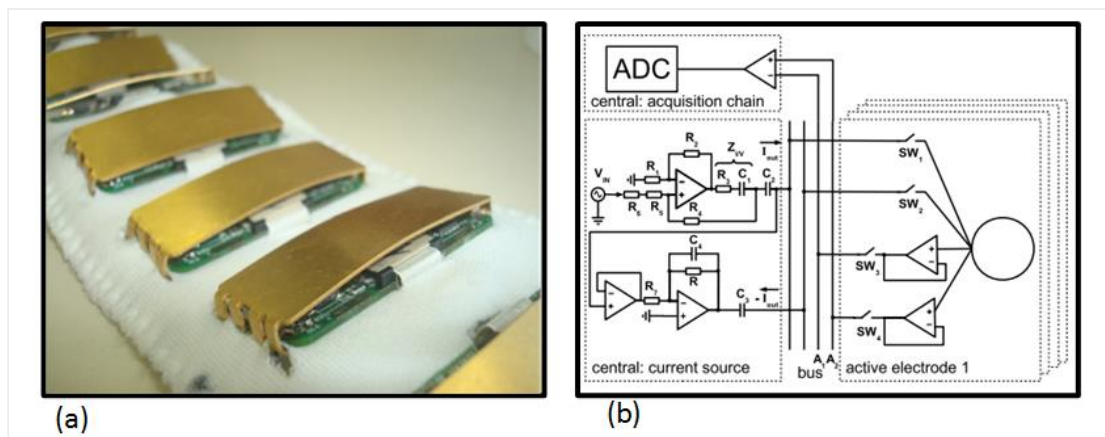 ADC
central: acquisition chain
R2
ZVV
Iout
R1
R3
C1
C2
SW1
VIN
R6
R5
R4
SW2
C4
R
R7
C3
- Iout
SW3
SW4
A1
A2
central: current source
bus
active electrode 1
(a)
(b)